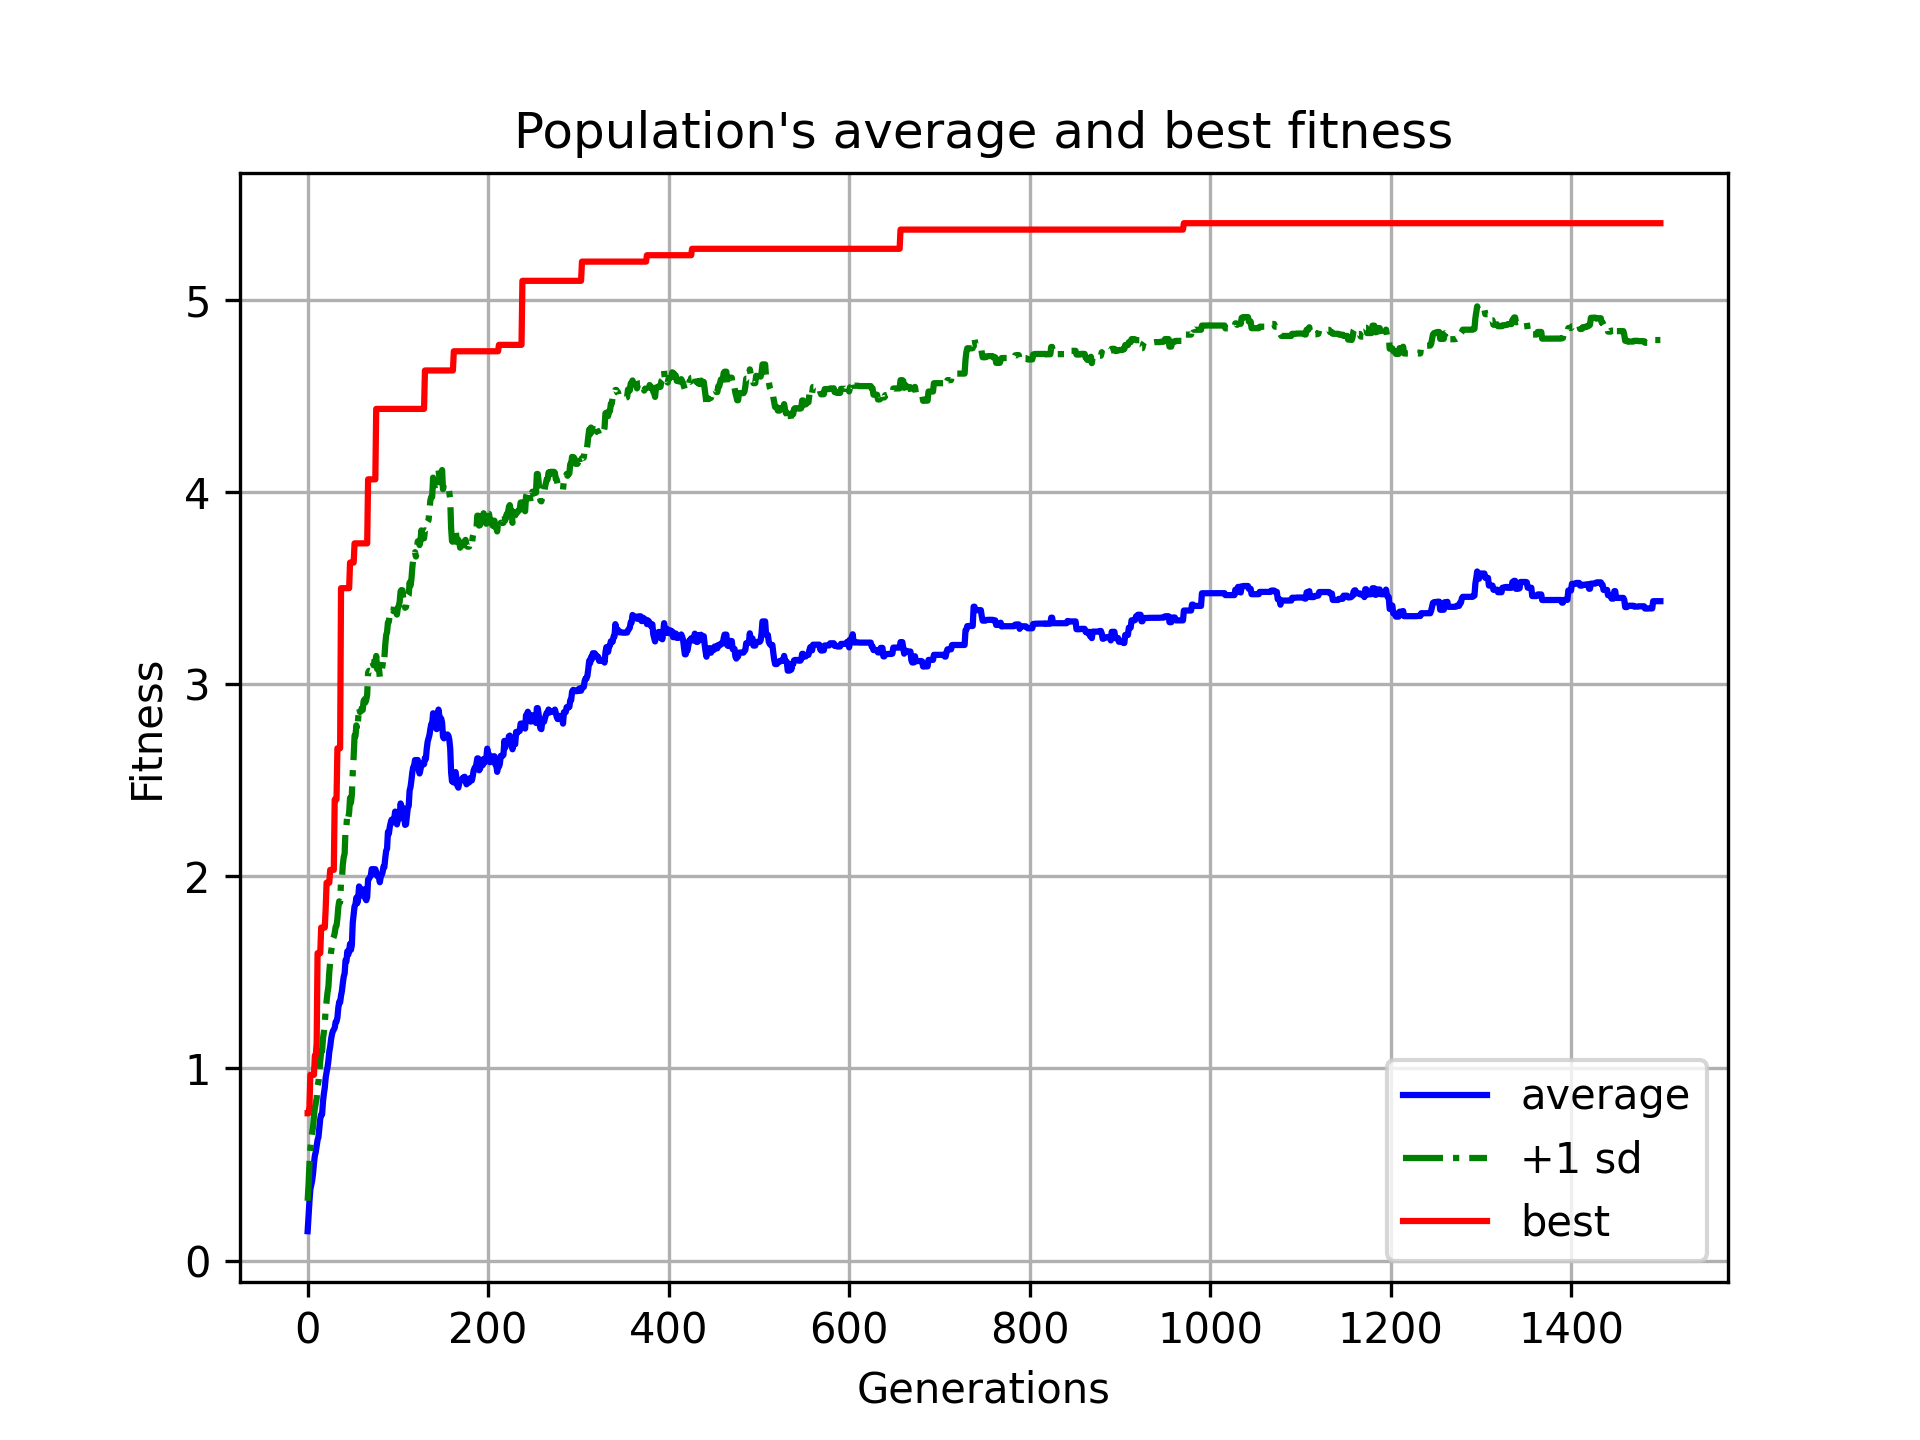 Population's average and best fitness
Fitness
5
4
3
2
1
0
average
+1 sd
best
0 200 400 600 800 1000 1200 1400
Generations